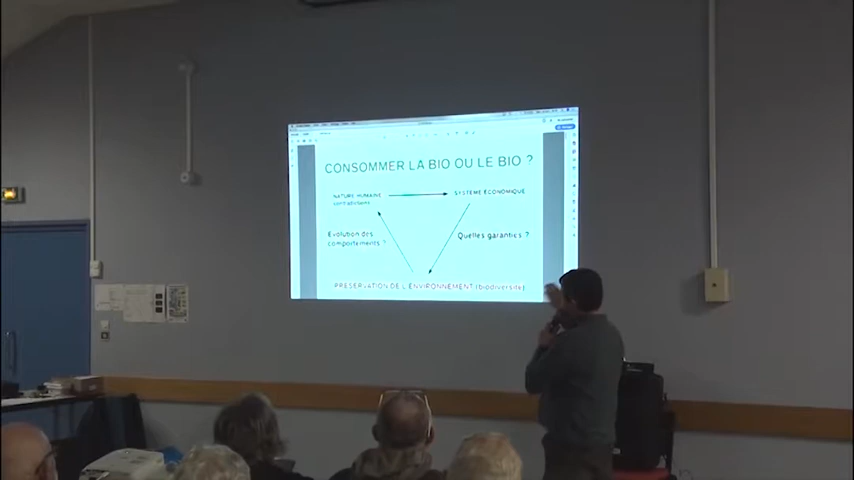 CONSOMMER LA BIO OU LE BIO ?
NATURE HUMAINE
contradictions
SYSTÈME ÉCONOMIQUE
Évolution des
comportements ?
Quelles garanties ?
PRÉSERVATION DE L'ENVIRONNEMENT (biodiversité)